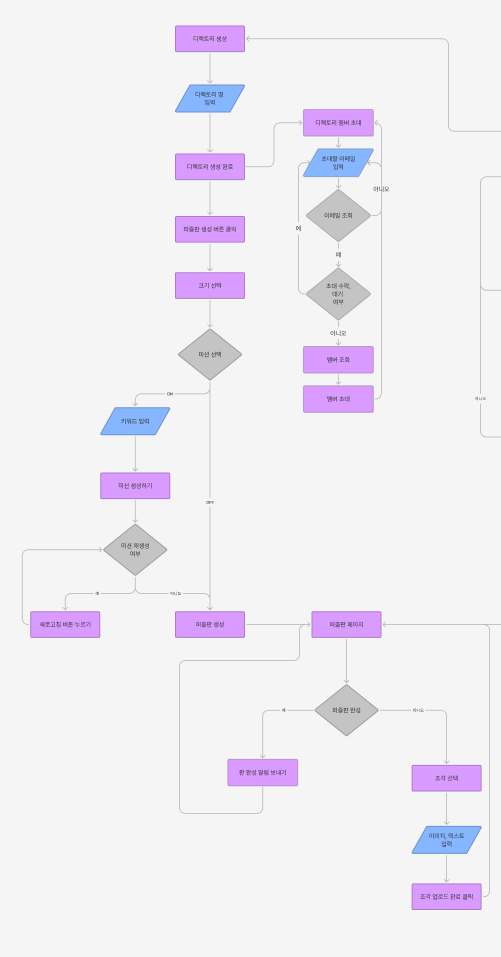 디렉토리 생성
디렉토리 명
입력
디렉토리 생성 완료
퍼즐판 생성 버튼 클릭
크기 선택
미션 선택
ON
OFF
키워드 입력
미션 생성하기
미션 재생성
여부
예
아니오
새로고침 버튼 누르기
퍼즐판 생성
디렉토리 멤버 초대
초대할 이메일
입력
아니오
이메일 조회
예
예
초대 수락,
대기
여부
아니오
멤버 조회
멤버 초대
아니오
퍼즐판 페이지
퍼즐판 완성
예
아니오
판 완성 알림 보내기
조각 선택
이미지, 텍스트
입력
조각 업로드 완료 클릭